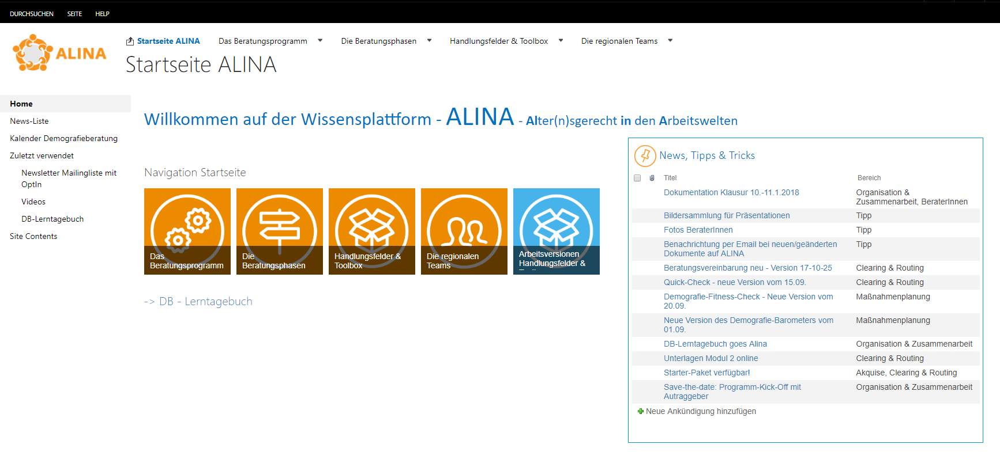 DURCHSUCHEN SEITE HELP
ALINA
Startseite ALINA Das Beratungsprogramm Die Beratungsphasen Handlungsfelder & Toolbox Die regionalen Teams
Startseite ALINA
Home
News-Liste
Kalender Demografieberatung
Zuletzt verwendet
Newsletter Mailingliste mit
OptIn
Videos
DB-Lerntagebuch
Site Contents
Willkommen auf der Wissensplattform - ALINA - Alter(n)sgerecht in den Arbeitswelten
Navigation Startseite
Das
Beratungsprogramm
Die
Beratungsphasen
Handlungsfelder &
Toolbox
Die regionalen
Teams
Arbeitsversionen
Handlungsfelder &
-> DB - Lerntagebuch
News, Tipps & Tricks
Titel Bereich
Dokumentation Klausur 10.-11.1.2018 Organisation &
Zusammenarbeit, BeraterInnen
Bildersammlung für Präsentationen Tipp
Fotos BeraterInnen Tipp
Benachrichtung per Email bei neuen/geänderten Tipp
Dokumente auf ALINA
Beratungsvereinbarung neu - Version 17-10-25 Clearing & Routing
Quick-Check - neue Version vom 15.09. Clearing & Routing
Demografie-Fitness-Check - Neue Version vom Maßnahmenplanung
20.09.
Neue Version des Demografie-Barometers vom Maßnahmenplanung
01.09.
DB-Lerntagebuch goes Alina Organisation & Zusammenarbeit
Unterlagen Modul 2 online Clearing & Routing
Starter-Paket verfügbar! Akquise, Clearing & Routing
Save-the-date: Programm-Kick-Off mit Organisation & Zusammenarbeit
Autraggeber
Neue Ankündigung hinzufügen